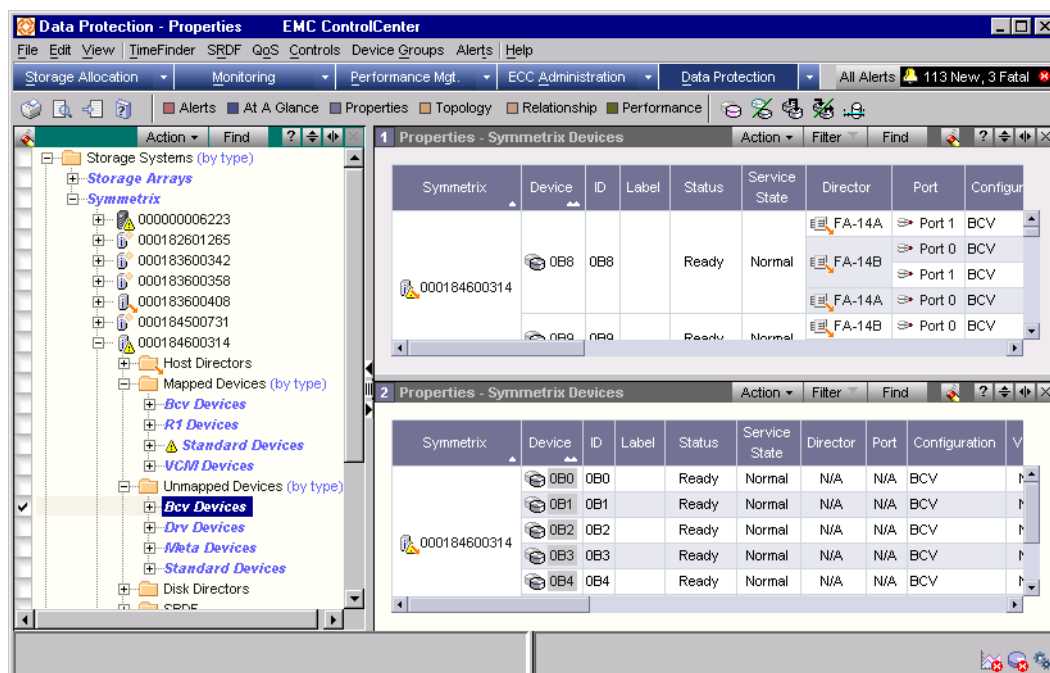 Data Protection - Properties EMC ControlCenter
File Edit View TimeFinder SRDF QoS Controls Device Groups Alerts Help
Storage Allocation Monitoring Performance Mgt. ECC Administration Data Protection All Alerts 113 New, 3 Fatal
Alerts At A Glance Properties Topology Relationship Performance
Action Find ?
Storage Systems (by type)
Storage Arrays
Symmetrix
000000006223
000182601265
000183600342
000183600358
000183600408
000184500731
000184600314
Host Directors
Mapped Devices (by type)
Bcv Devices
R1 Devices
Standard Devices
VCM Devices
Unmapped Devices (by type)
Bcv Devices
Drv Devices
Meta Devices
Standard Devices
Disk Directors
SRDF
1 Properties - Symmetrix Devices Action Filter Find ?
Symmetrix Device ID Label Status Service State Director Port Configur
000184600314 0B8 0B8 Ready Normal FA-14A Port 1 BCV
FA-14B Port 0 BCV
Port 1 BCV
FA-14A Port 0 BCV
0B9 0B9 Ready Normal FA-14B Port 0 BCV
2 Properties - Symmetrix Devices Action Filter Find ?
Symmetrix Device ID Label Status Service State Director Port Configuration V
000184600314 0B0 0B0 Ready Normal N/A N/A BCV
0B1 0B1 Ready Normal N/A N/A BCV
0B2 0B2 Ready Normal N/A N/A BCV
0B3 0B3 Ready Normal N/A N/A BCV
0B4 0B4 Ready Normal N/A N/A BCV